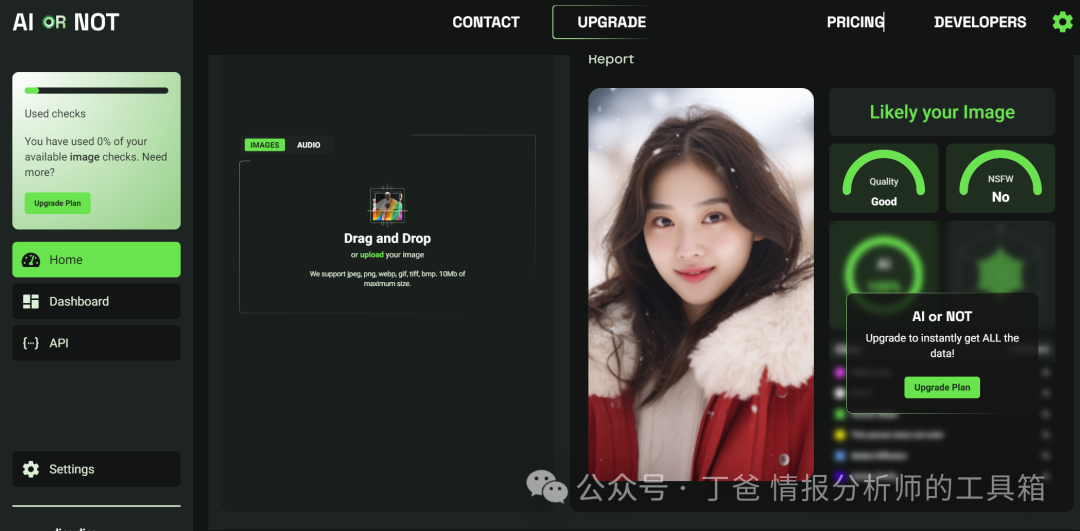 AI OR NOT
CONTACT
UPGRADE
PRICING
DEVELOPERS
Used checks
You have used 0% of your
available image checks. Need
more?
Upgrade Plan
Home
Dashboard
API
Settings
IMAGES
AUDIO
Drag and Drop
or upload your image
We support jpeg, png, webp, gif, tiff, bmp. 10Mb of
maximum size.
Report
Likely your Image
Quality
Good
NSFW
No
AI
100%
AI or NOT
Upgrade to instantly get ALL the
data!
Upgrade Plan
公众号 · 丁爸 情报分析师的工具箱